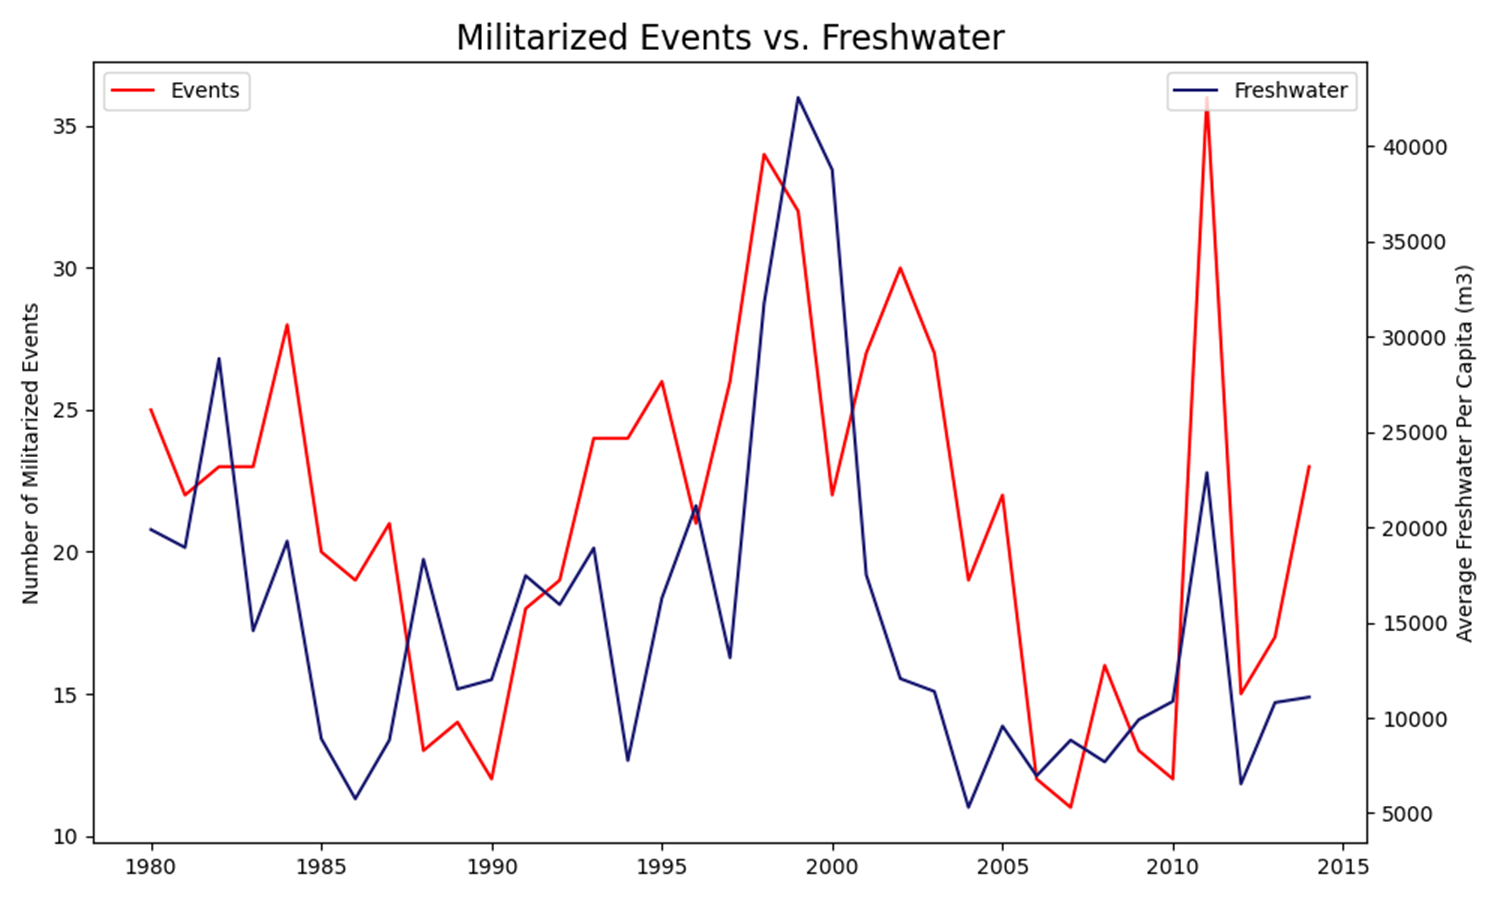 Militarized Events vs. Freshwater
Events
Freshwater
Number of Militarized Events
35
30
25
20
15
10
Average Freshwater Per Capita (m3)
40000
35000
30000
25000
20000
15000
10000
5000
1980 1985 1990 1995 2000 2005 2010 2015